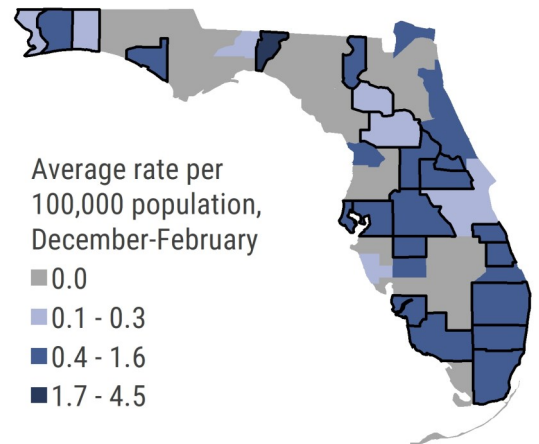 Average rate per
100,000 population,
December-February
0.0
0.1 - 0.3
0.4 - 1.6
1.7 - 4.5